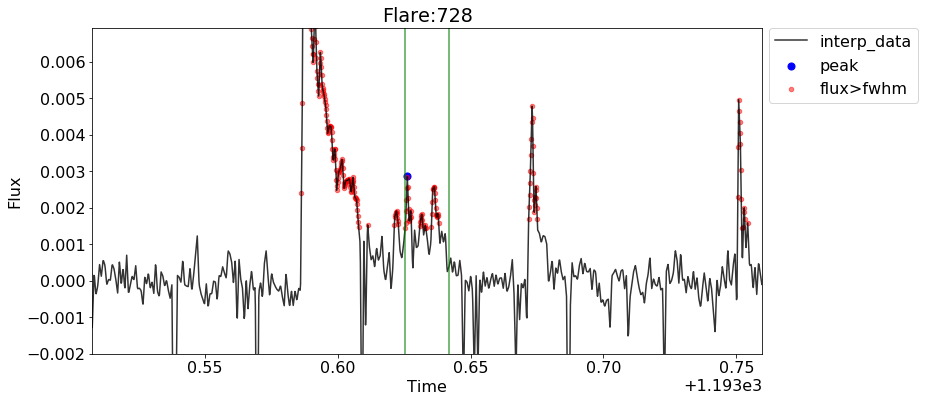 Flare:728
interp_data
peak
flux>fwhm
Flux
0.006
0.005
0.004
0.003
0.002
0.001
0.000
−0.001
−0.002
0.55 0.60 0.65 0.70 0.75
Time
+1.193e3